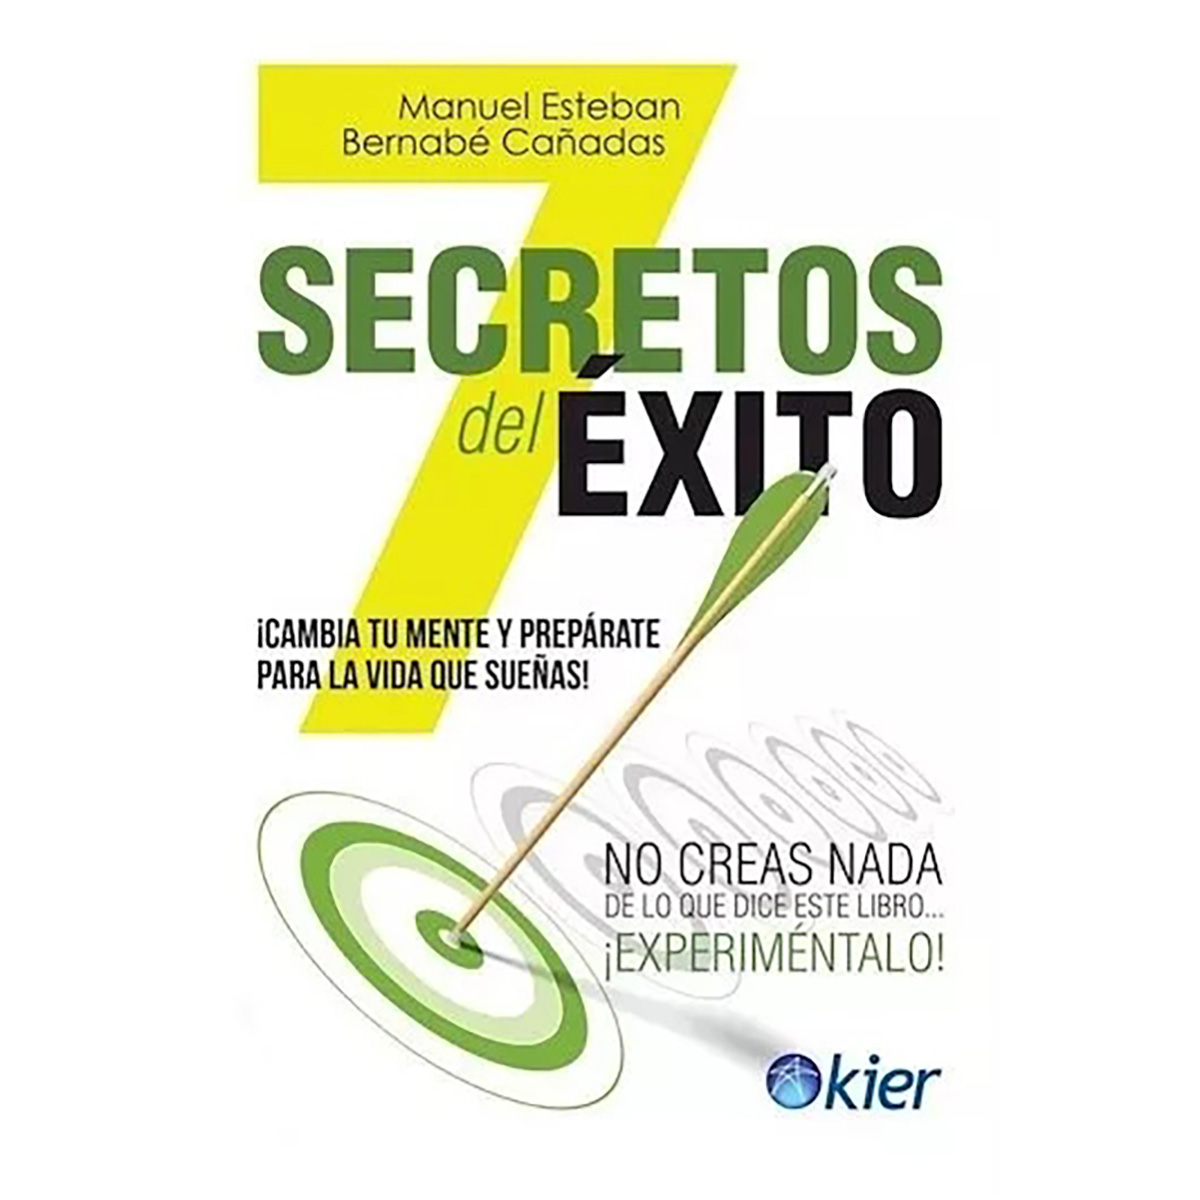 Manuel Esteban
Bernabé Cañadas
7
SECRETOS
del ÉXITO
¡CAMBIA TU MENTE Y PREPÁRATE
PARA LA VIDA QUE SUEÑAS!
NO CREAS NADA
DE LO QUE DICE ESTE LIBRO...
¡EXPERIMÉNTALO!
kier